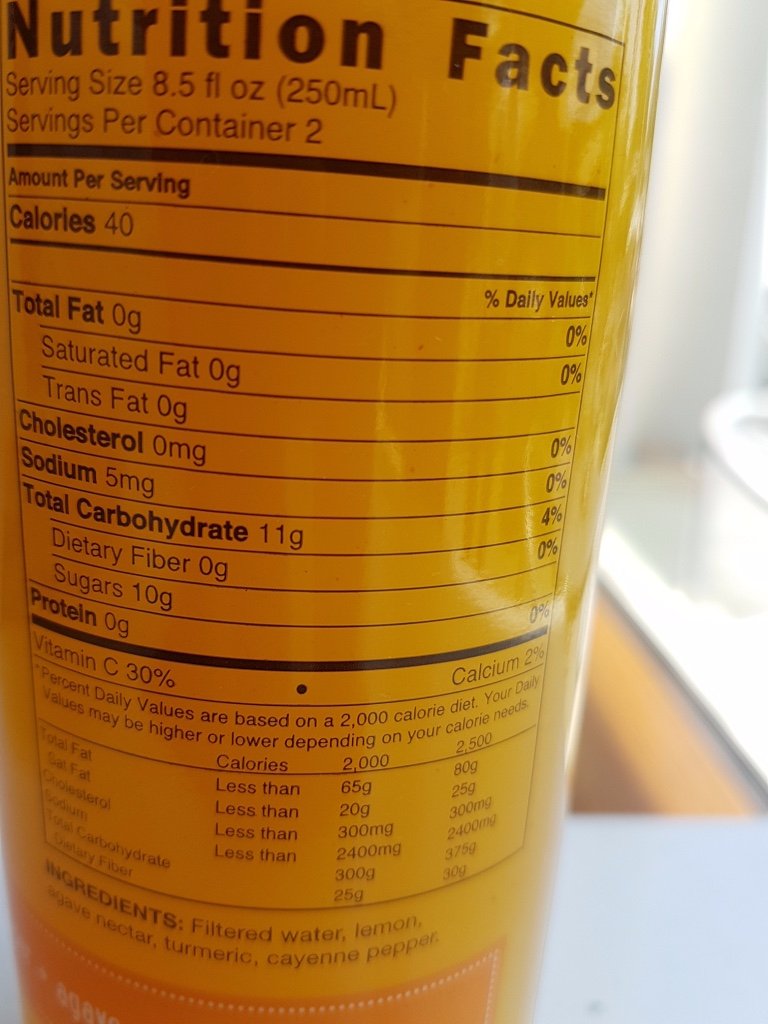 Nutrition Facts
Serving Size 8.5 fl oz (250mL)
Servings Per Container 2
Amount Per Serving
Calories 40
% Daily Values*
Total Fat 0g 0%
Saturated Fat 0g 0%
Trans Fat 0g
Cholesterol 0mg 0%
Sodium 5mg 0%
Total Carbohydrate 11g 4%
Dietary Fiber 0g 0%
Sugars 10g
Protein 0g 0%
Vitamin C 30% • Calcium 2%
*Percent Daily Values are based on a 2,000 calorie diet. Your Daily
Values may be higher or lower depending on your calorie needs.
Calories 2,000 2,500
Total Fat Less than 65g 80g
Sat Fat Less than 20g 25g
Cholesterol Less than 300mg 300mg
Sodium Less than 2400mg 2400mg
Total Carbohydrate 300g 375g
Dietary Fiber 25g 30g
INGREDIENTS: Filtered water, lemon,
agave nectar, turmeric, cayenne pepper.
agave